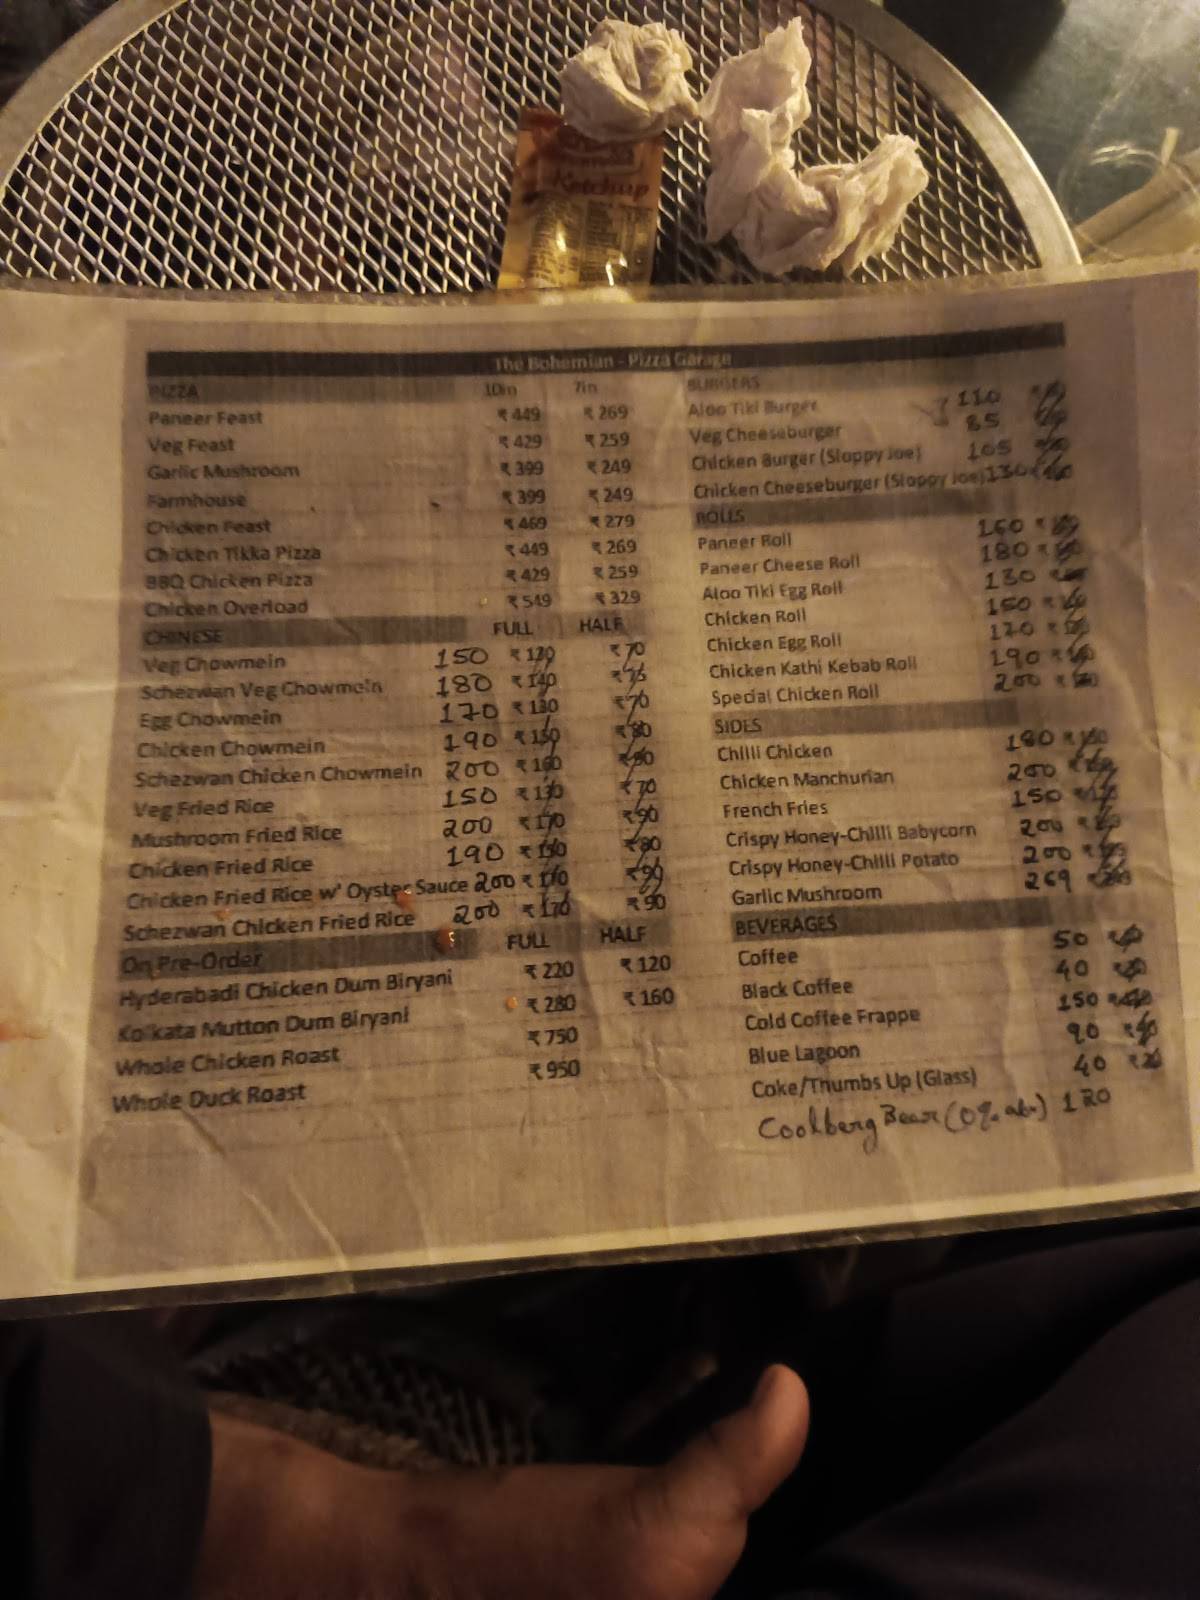 Ketchup
The Bohemian - Pizza Garage
PIZZA 10in 7in
Paneer Feast ₹ 449 ₹ 269
Veg Feast ₹ 429 ₹ 259
Garlic Mushroom ₹ 399 ₹ 249
Farmhouse ₹ 399 ₹ 249
Chicken Feast ₹ 469 ₹ 279
Chicken Tikka Pizza ₹ 449 ₹ 269
BBQ Chicken Pizza ₹ 429 ₹ 259
Chicken Overload ₹ 549 ₹ 329
CHINESE FULL HALF
Veg Chowmein 150 ₹ 70
Schezwan Veg Chowmein 180 ₹ 140
Egg Chowmein 170 ₹ 130 ₹ 70
Chicken Chowmein 190 ₹ 150 ₹ 80
Schezwan Chicken Chowmein 200 ₹ 160
Veg Fried Rice 150 ₹ 130 ₹ 70
Mushroom Fried Rice 200 ₹ 170 ₹ 90
Chicken Fried Rice 190 ₹ 150 ₹ 80
Chicken Fried Rice w' Oyster Sauce 200 ₹ 170 ₹ 90
Schezwan Chicken Fried Rice 200 ₹ 170 ₹ 90
On Pre-Order FULL HALF
Hyderabadi Chicken Dum Biryani ₹ 220 ₹ 120
Kolkata Mutton Dum Biryani ₹ 280 ₹ 160
Whole Chicken Roast ₹ 750
Whole Duck Roast ₹ 950
BURGERS
Aloo Tiki Burger 110
Veg Cheeseburger 85
Chicken Burger (Sloppy Joe) 105
Chicken Cheeseburger (Sloppy Joe) 130
ROLLS
Paneer Roll 160
Paneer Cheese Roll 180
Aloo Tiki Egg Roll 130
Chicken Roll 150
Chicken Egg Roll 170
Chicken Kathi Kebab Roll 190
Special Chicken Roll 200
SIDES
Chilli Chicken 180
Chicken Manchurian 200
French Fries 150
Crispy Honey-Chilli Babycorn 200
Crispy Honey-Chilli Potato 200
Garlic Mushroom 269
BEVERAGES
Coffee 50
Black Coffee 40
Cold Coffee Frappe 150
Blue Lagoon 90
Coke/Thumbs Up (Glass) 40
Coolberg Bear (0% ab.) 120